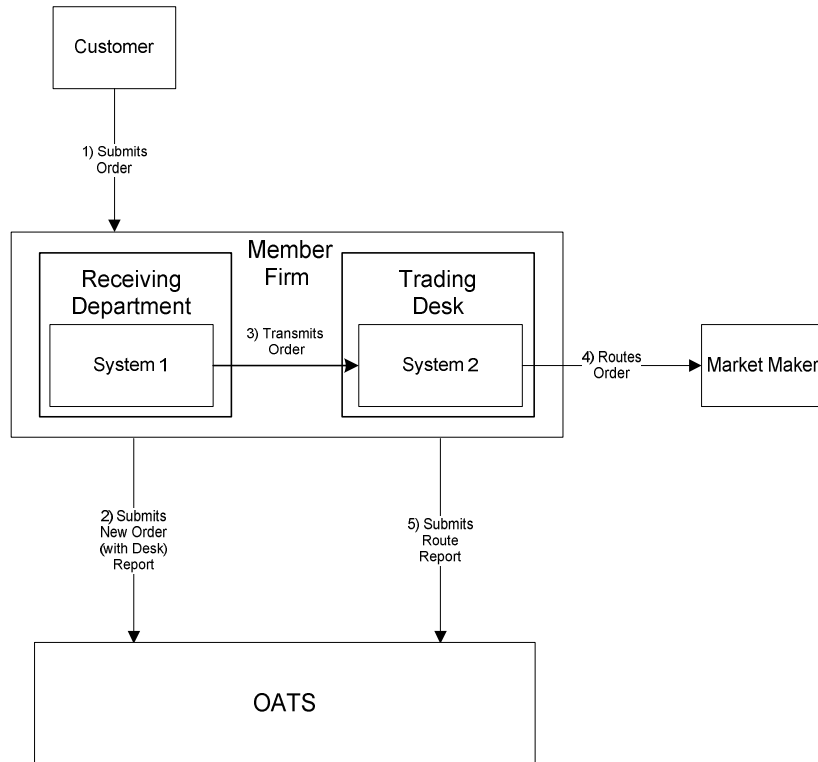 Customer
1) Submits
Order
Member
Firm
Receiving
Department
Trading
Desk
System 1
3) Transmits
Order
System 2
4) Routes
Order
Market Maker
2) Submits
New Order
(with Desk)
Report
5) Submits
Route
Report
OATS